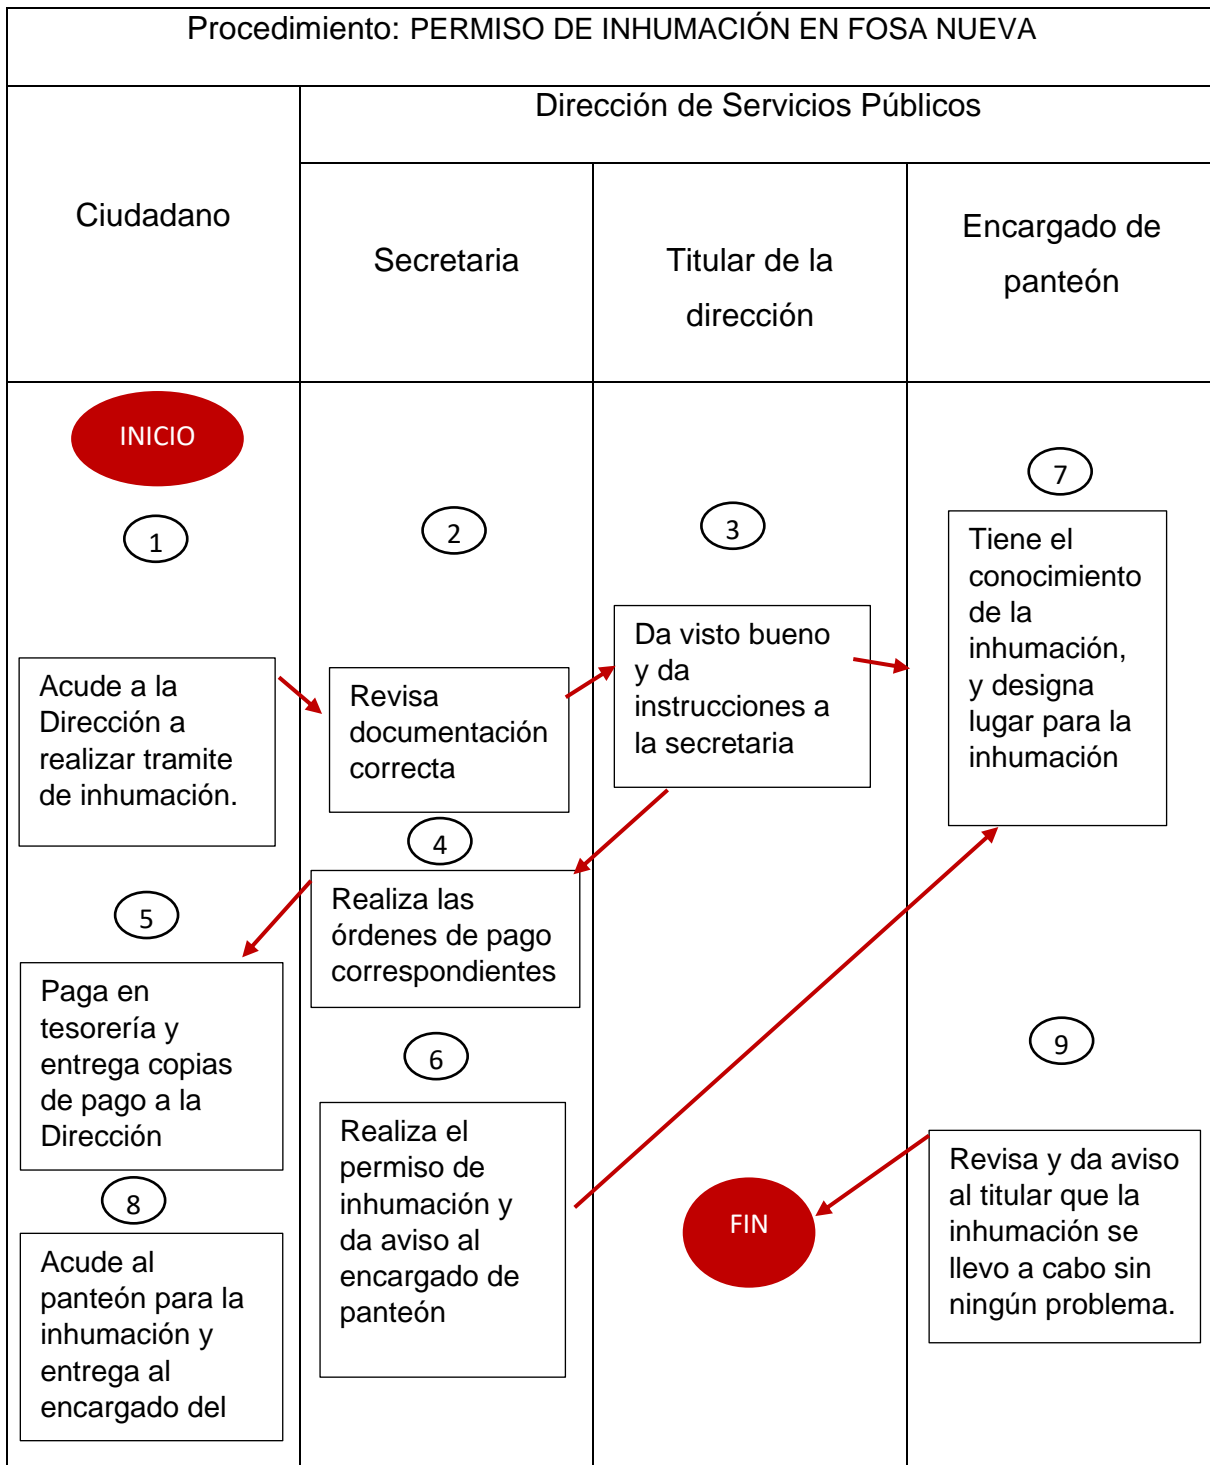 Procedimiento: PERMISO DE INHUMACIÓN EN FOSA NUEVA
Ciudadano
Dirección de Servicios Públicos
Secretaria
Titular de la
dirección
Encargado de
panteón
INICIO
1
Acude a la
Dirección a
realizar tramite
de inhumación.
2
Revisa
documentación
correcta
3
Da visto bueno
y da
instrucciones a
la secretaria
4
Realiza las
órdenes de pago
correspondientes
5
Paga en
tesorería y
entrega copias
de pago a la
Dirección
6
Realiza el
permiso de
inhumación y
da aviso al
encargado de
panteón
7
Tiene el
conocimiento
de la
inhumación,
y designa
lugar para la
inhumación
8
Acude al
panteón para la
inhumación y
entrega al
encargado del
9
Revisa y da aviso
al titular que la
inhumación se
llevo a cabo sin
ningún problema.
FIN